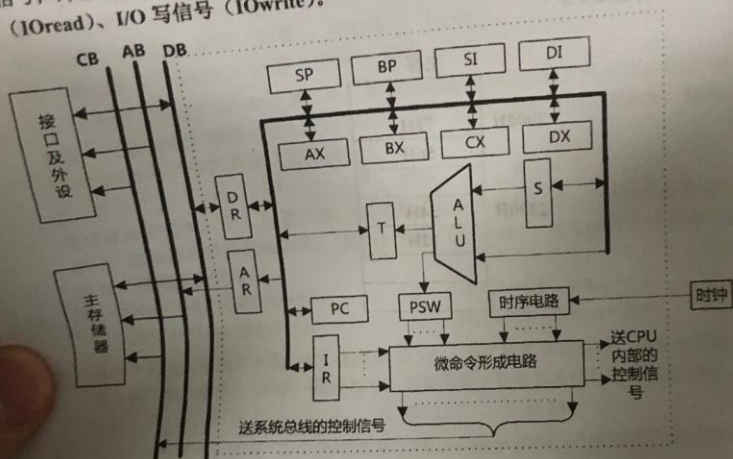 (IOread)、I/O 写信号（IOwrite）。
CB AB DB
SP BP SI DI
AX BX CX DX
接口及外设
DR
T
ALU
S
AR
主存储器
PC
PSW
时序电路
时钟
IR
微命令形成电路
送CPU
内部的
控制信
号
送系统总线的控制信号